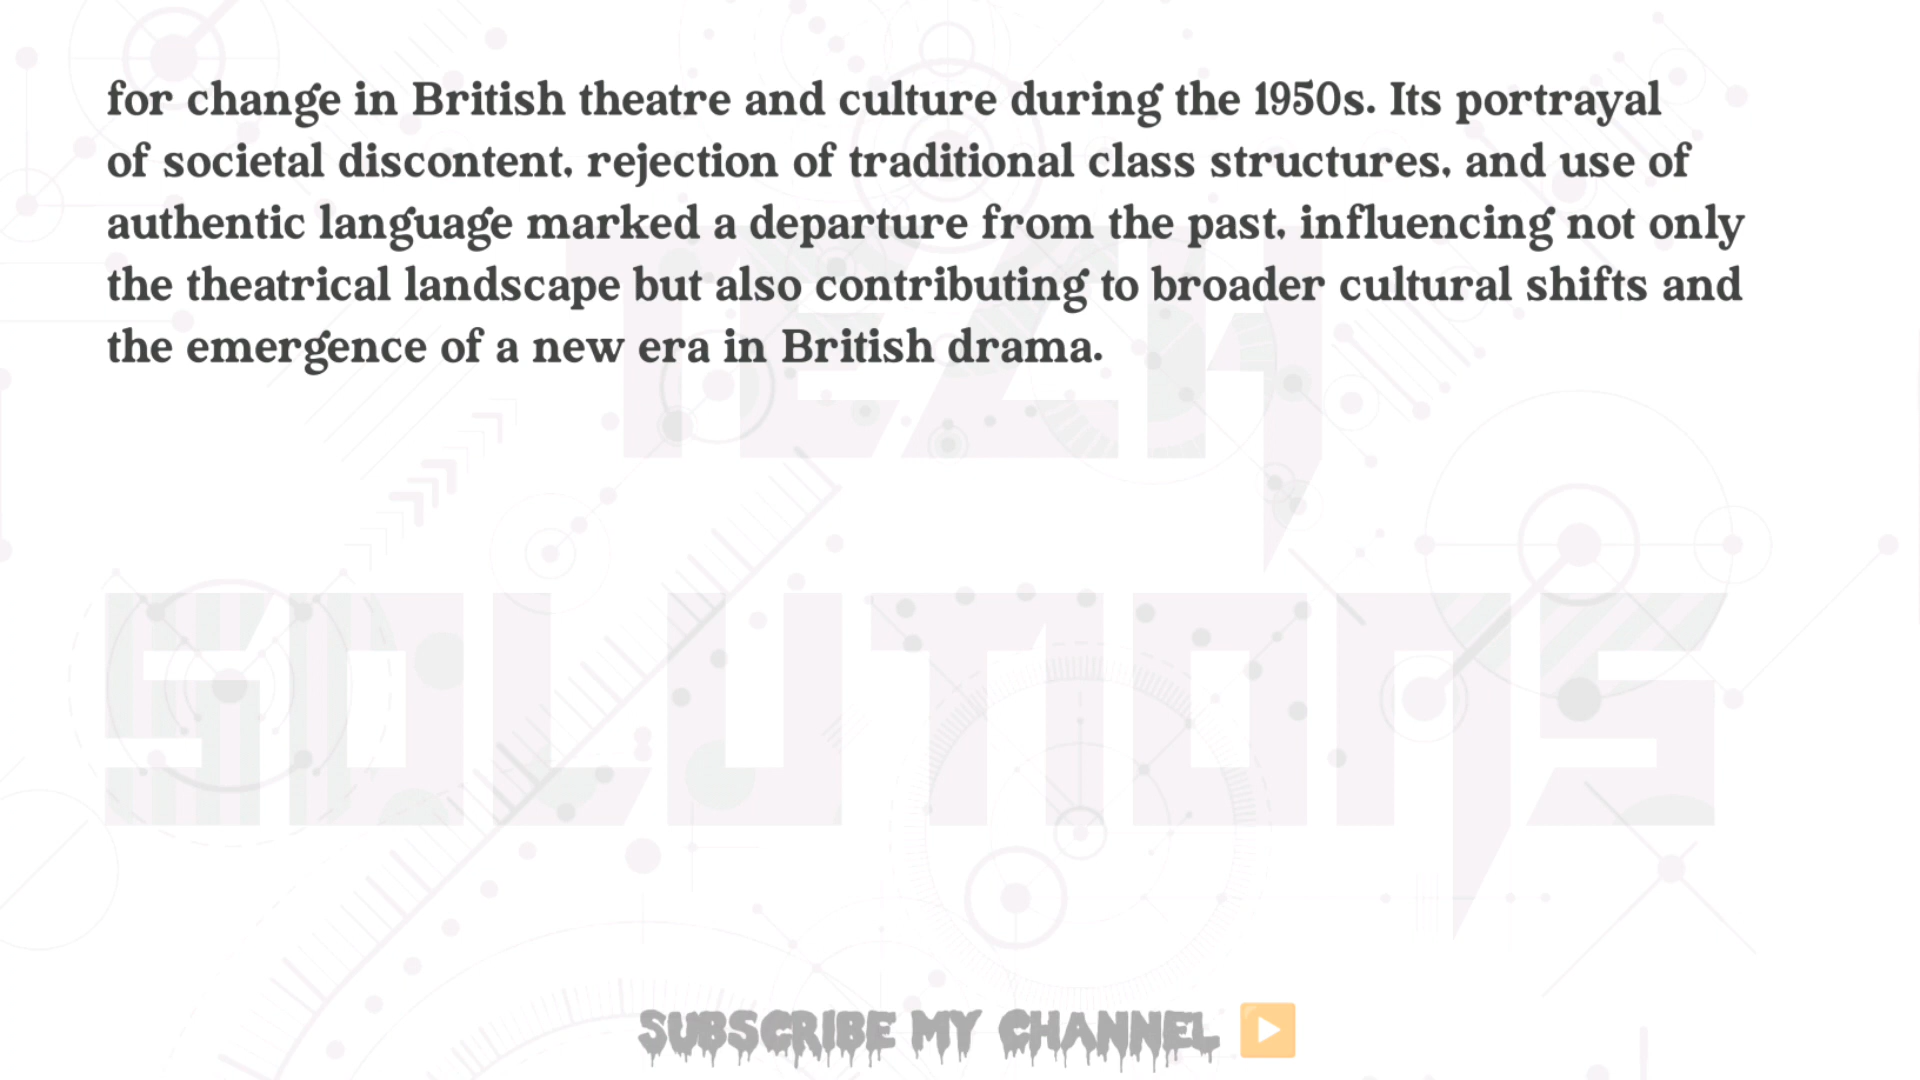 for change in British theatre and culture during the 1950s. Its portrayal
of societal discontent, rejection of traditional class structures, and use of
authentic language marked a departure from the past, influencing not only
the theatrical landscape but also contributing to broader cultural shifts and
the emergence of a new era in British drama.
TEZH
SOLUTIONS
SUBSCRIBE MY CHANNEL